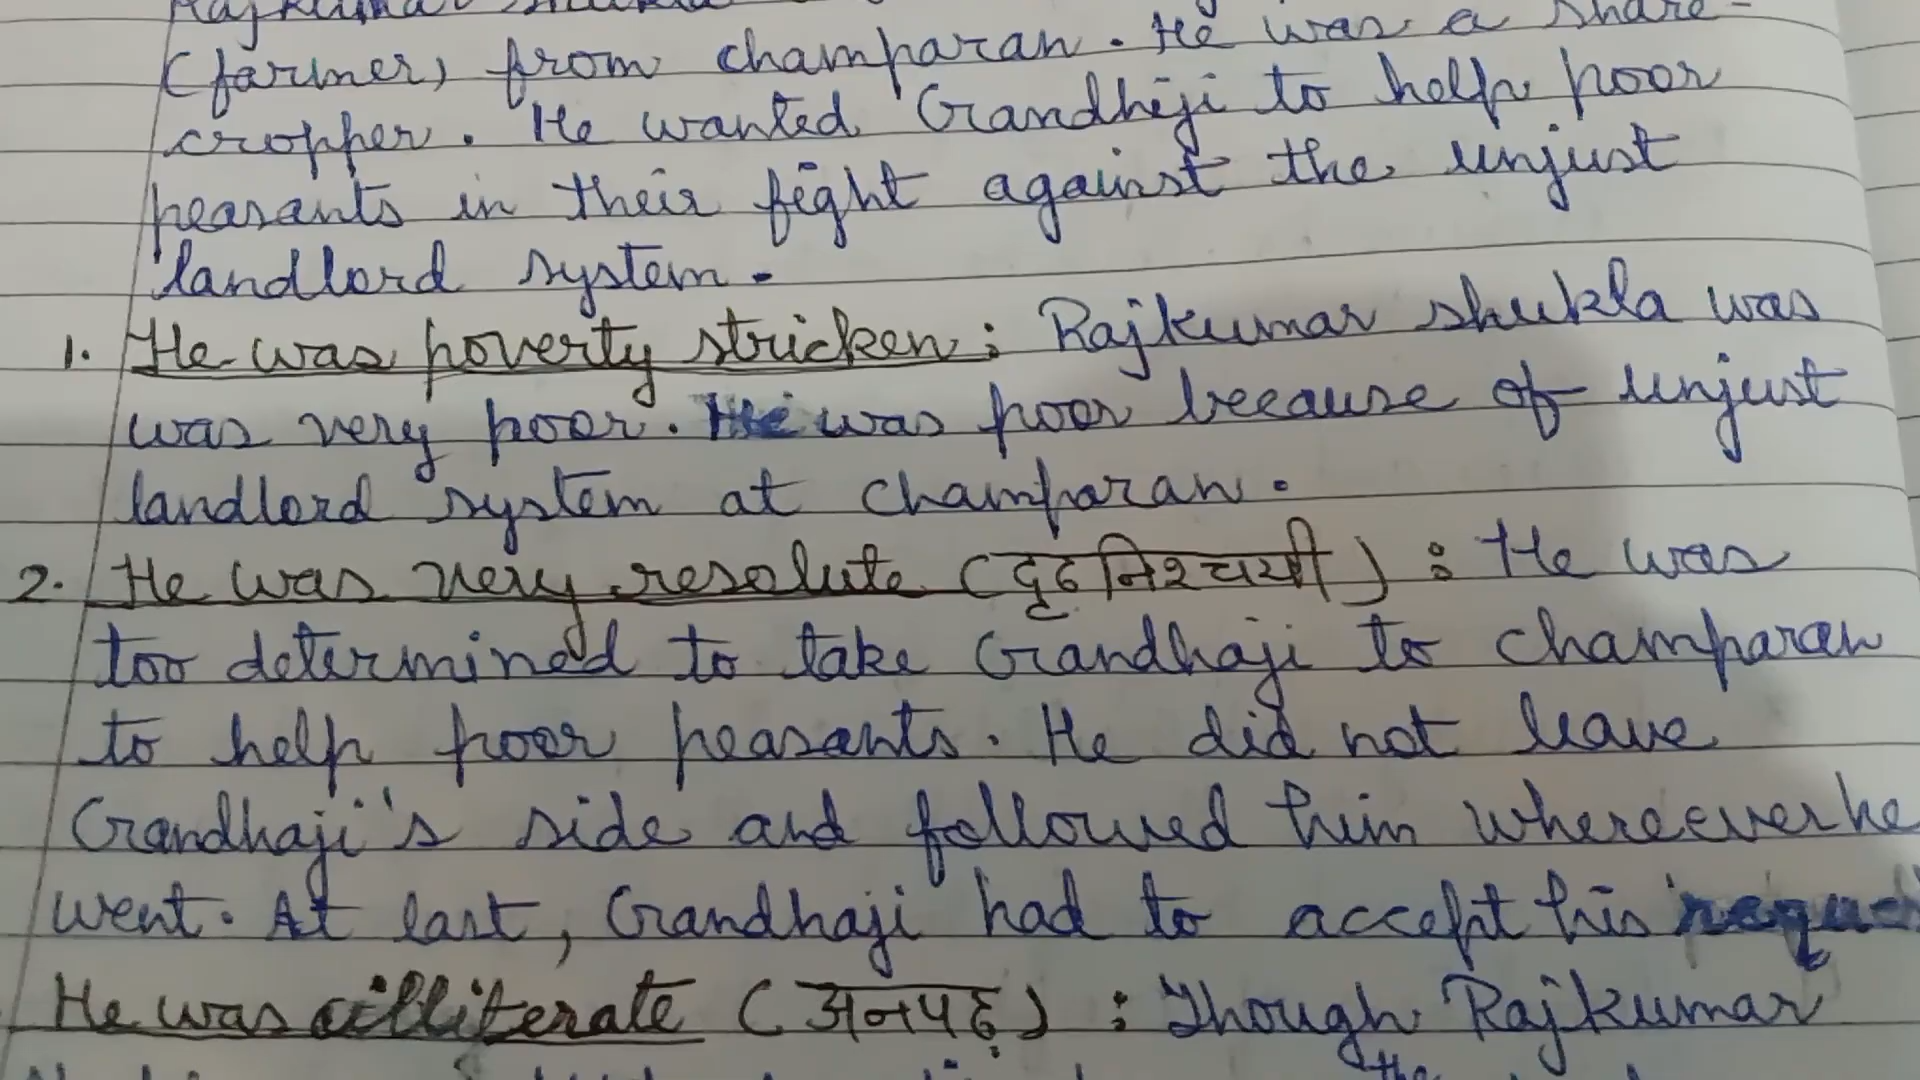 Rajkumar Shukla
(farmer) from champaran. He was a share-
cropper. He wanted Gandhiji to help poor
peasants in their fight against the unjust
landlord system.
1. He was poverty stricken: Rajkumar shukla was
was very poor. He was poor because of unjust
landlord system at champaran.
2. He was very resolute (दृढ़निश्चयी) : He was
too determined to take Gandhaji to champaran
to help poor peasants. He did not leave
Gandhaji's side and followed him whereever he
went. At last, Gandhaji had to accept his
He was illiterate (अनपढ़) : Though Rajkumar
the